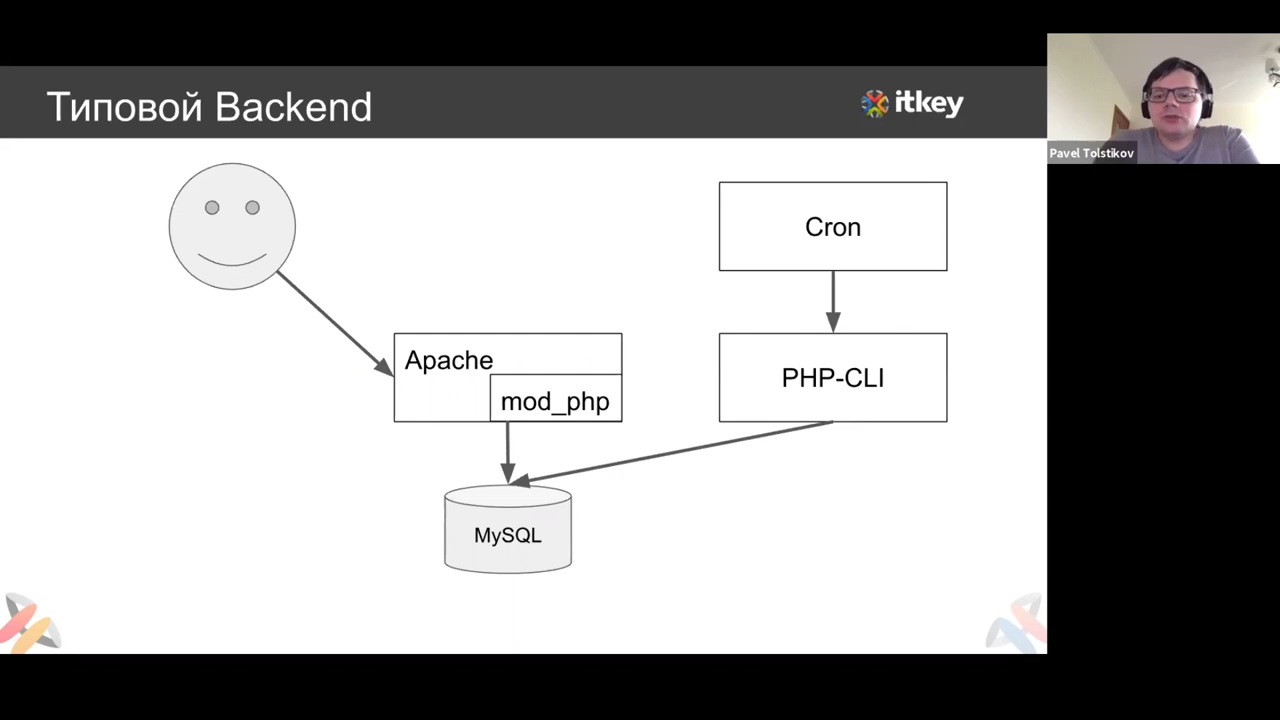 Типовой Backend
itkey
Pavel Tolstikov
Cron
Apache
mod_php
PHP-CLI
MySQL